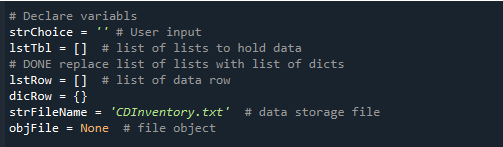 # Declare variabls
strChoice = '' # User input
lstTbl = []  # list of lists to hold data
# DONE replace list of lists with list of dicts
lstRow = []  # list of data row
dicRow = {}
strFileName = 'CDInventory.txt'  # data storage file
objFile = None  # file object